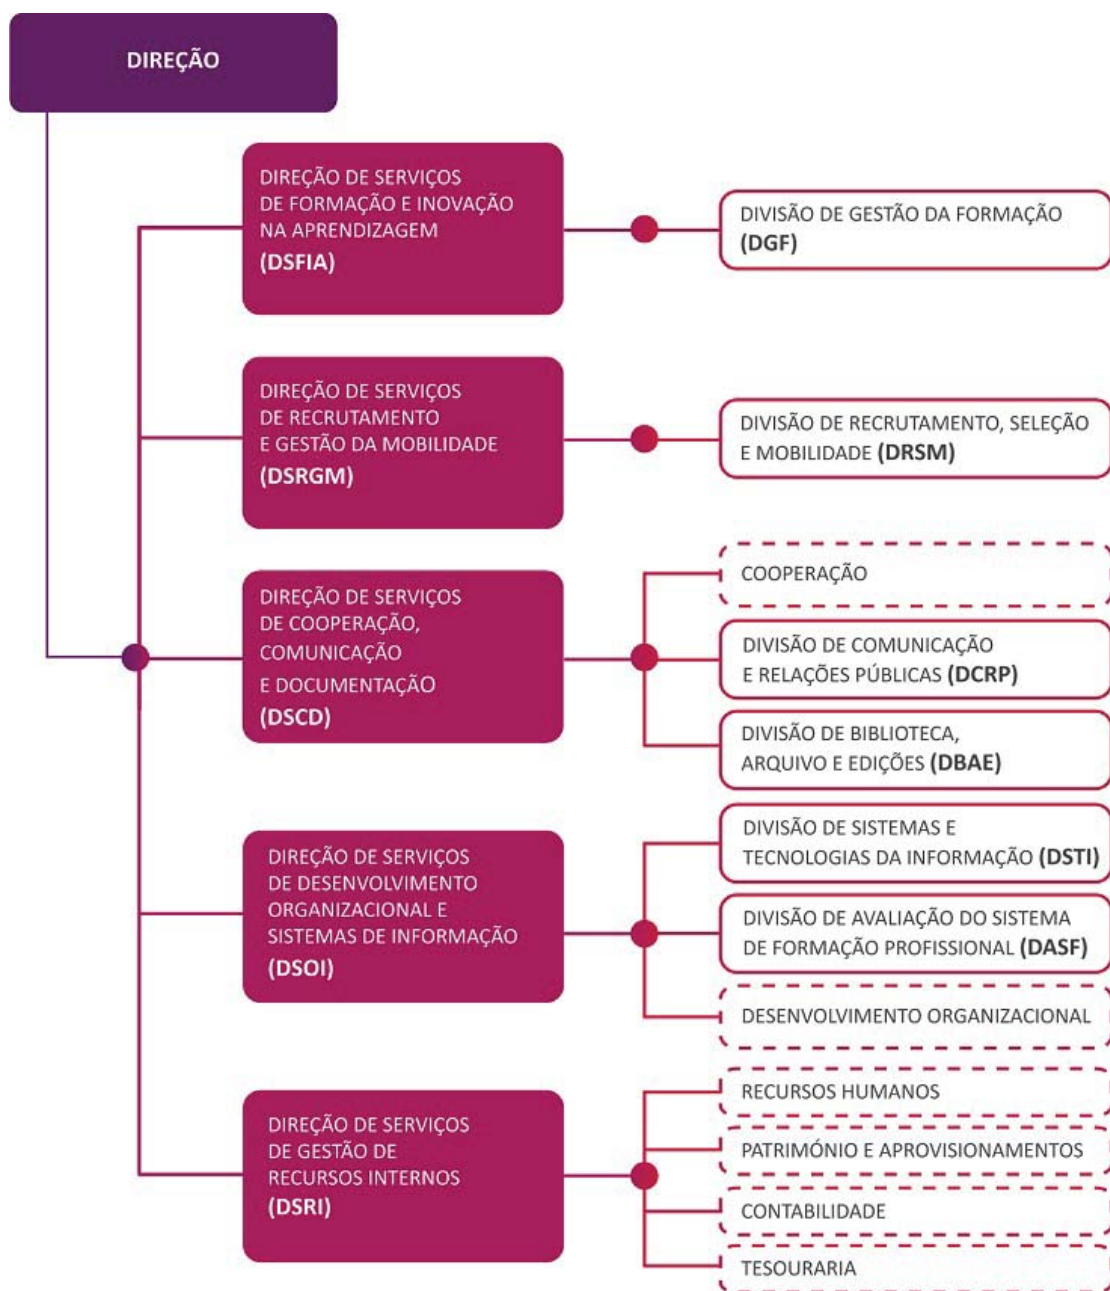 DIREÇÃO
DIREÇÃO DE SERVIÇOS
DE FORMAÇÃO E INOVAÇÃO
NA APRENDIZAGEM
(DSFIA)
DIVISÃO DE GESTÃO DA FORMAÇÃO
(DGF)
DIREÇÃO DE SERVIÇOS
DE RECRUTAMENTO
E GESTÃO DA MOBILIDADE
(DSRGM)
DIVISÃO DE RECRUTAMENTO, SELEÇÃO
E MOBILIDADE (DRSM)
DIREÇÃO DE SERVIÇOS
DE COOPERAÇÃO,
COMUNICAÇÃO
E DOCUMENTAÇÃO
(DSCD)
COOPERAÇÃO
DIVISÃO DE COMUNICAÇÃO
E RELAÇÕES PÚBLICAS (DCRP)
DIVISÃO DE BIBLIOTECA,
ARQUIVO E EDIÇÕES (DBAE)
DIREÇÃO DE SERVIÇOS
DE DESENVOLVIMENTO
ORGANIZACIONAL E
SISTEMAS DE INFORMAÇÃO
(DSOI)
DIVISÃO DE SISTEMAS E
TECNOLOGIAS DA INFORMAÇÃO (DSTI)
DIVISÃO DE AVALIAÇÃO DO SISTEMA
DE FORMAÇÃO PROFISSIONAL (DASF)
DESENVOLVIMENTO ORGANIZACIONAL
DIREÇÃO DE SERVIÇOS
DE GESTÃO DE
RECURSOS INTERNOS
(DSRI)
RECURSOS HUMANOS
PATRIMÓNIO E APROVISIONAMENTOS
CONTABILIDADE
TESOURARIA